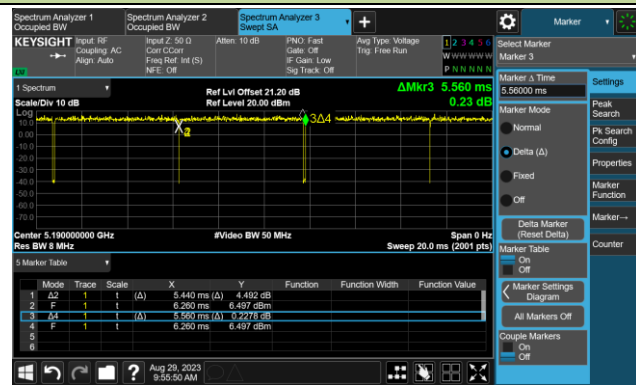 Spectrum Analyzer 1
Occupied BW
Spectrum Analyzer 2
Occupied BW
Spectrum Analyzer 3
Swept SA
Marker
KEYSIGHT
Input: RF
Coupling: AC
Align: Auto
Input Z: 50 Ω
Corr CCorr
Freq Ref: Int (S)
NFE: Off
Atten: 10 dB
PNO: Fast
Gate: Off
IF Gain: Low
Sig Track: Off
Avg Type: Voltage
Trig: Free Run
1 2 3 4 5 6
W W W W W W
P N N N N N
Select Marker
Marker 3
1 Spectrum
Scale/Div 10 dB
Log
Ref Lvl Offset 21.20 dB
Ref Level 20.00 dBm
ΔMkr3 5.560 ms
0.23 dB
10.0
0.00
-10.0
-20.0
-30.0
-40.0
-50.0
-60.0
-70.0
3Δ4
Center 5.190000000 GHz
Res BW 8 MHz
#Video BW 50 MHz
Span 0 Hz
Sweep 20.0 ms (2001 pts)
5 Marker Table
Mode Trace Scale X Y Function Function Width Function Value
1 Δ2 1 t (Δ) 5.440 ms (Δ) 4.492 dB
2 F 1 t 6.260 ms 6.497 dBm
3 Δ4 1 t (Δ) 5.560 ms (Δ) 0.2278 dB
4 F 1 t 6.260 ms 6.497 dBm
5
6
Marker Δ Time
5.56000 ms
Marker Mode
Normal
Delta (Δ)
Fixed
Off
Delta Marker
(Reset Delta)
Marker Table
On
Off
Marker Settings
Diagram
All Markers Off
Couple Markers
On
Off
Settings
Peak
Search
Pk Search
Config
Properties
Marker
Function
Marker→
Counter
?
Aug 29, 2023
9:55:50 AM